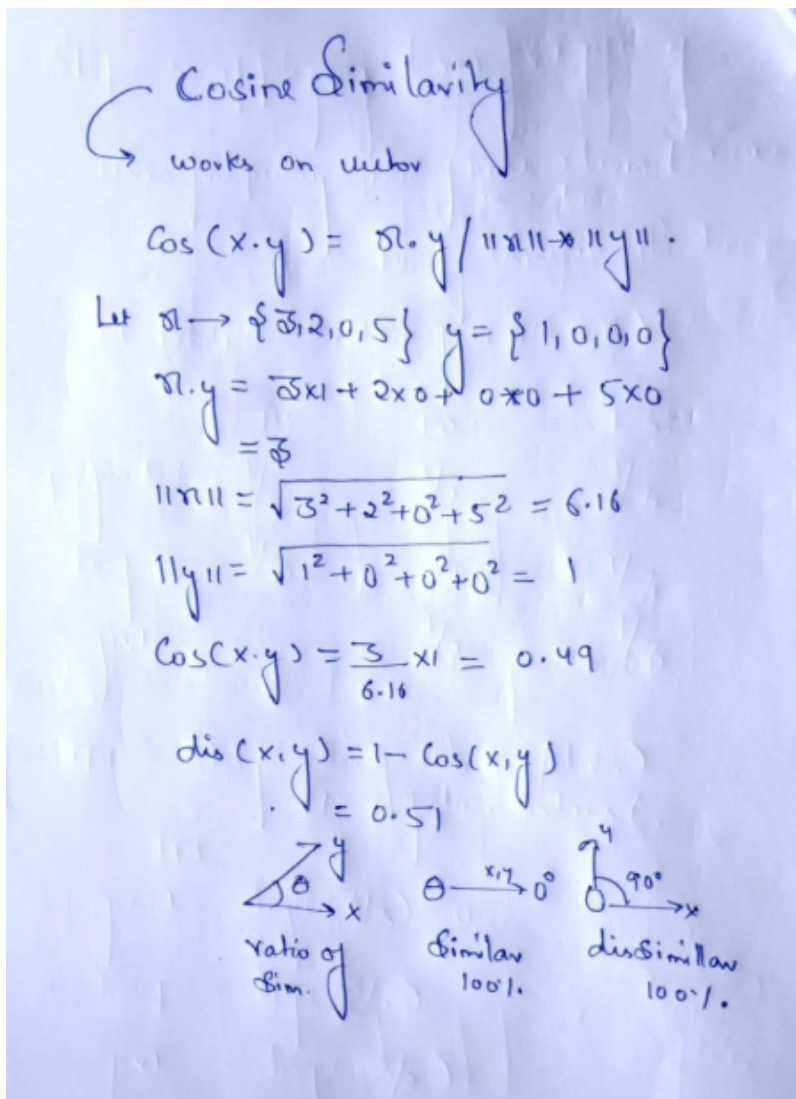 Cosine Similarity
works on vector
Cos (x.y) = x.y / ||x|| * ||y||.
Let x → {3,2,0,5} y = {1,0,0,0}
x.y = 3x1 + 2x0 + 0x0 + 5x0
= 3
||x|| = √3²+2²+0²+5² = 6.16
||y|| = √1²+0²+0²+0² = 1
Cos(x.y) = 3/6.16 x1 = 0.49
dis (x,y) = 1- Cos(x,y)
= 0.51
y θ x
θ x,y 0°
y 90° 0 x
ratio of Sim.
Similar 100%.
dissimillar 100%.